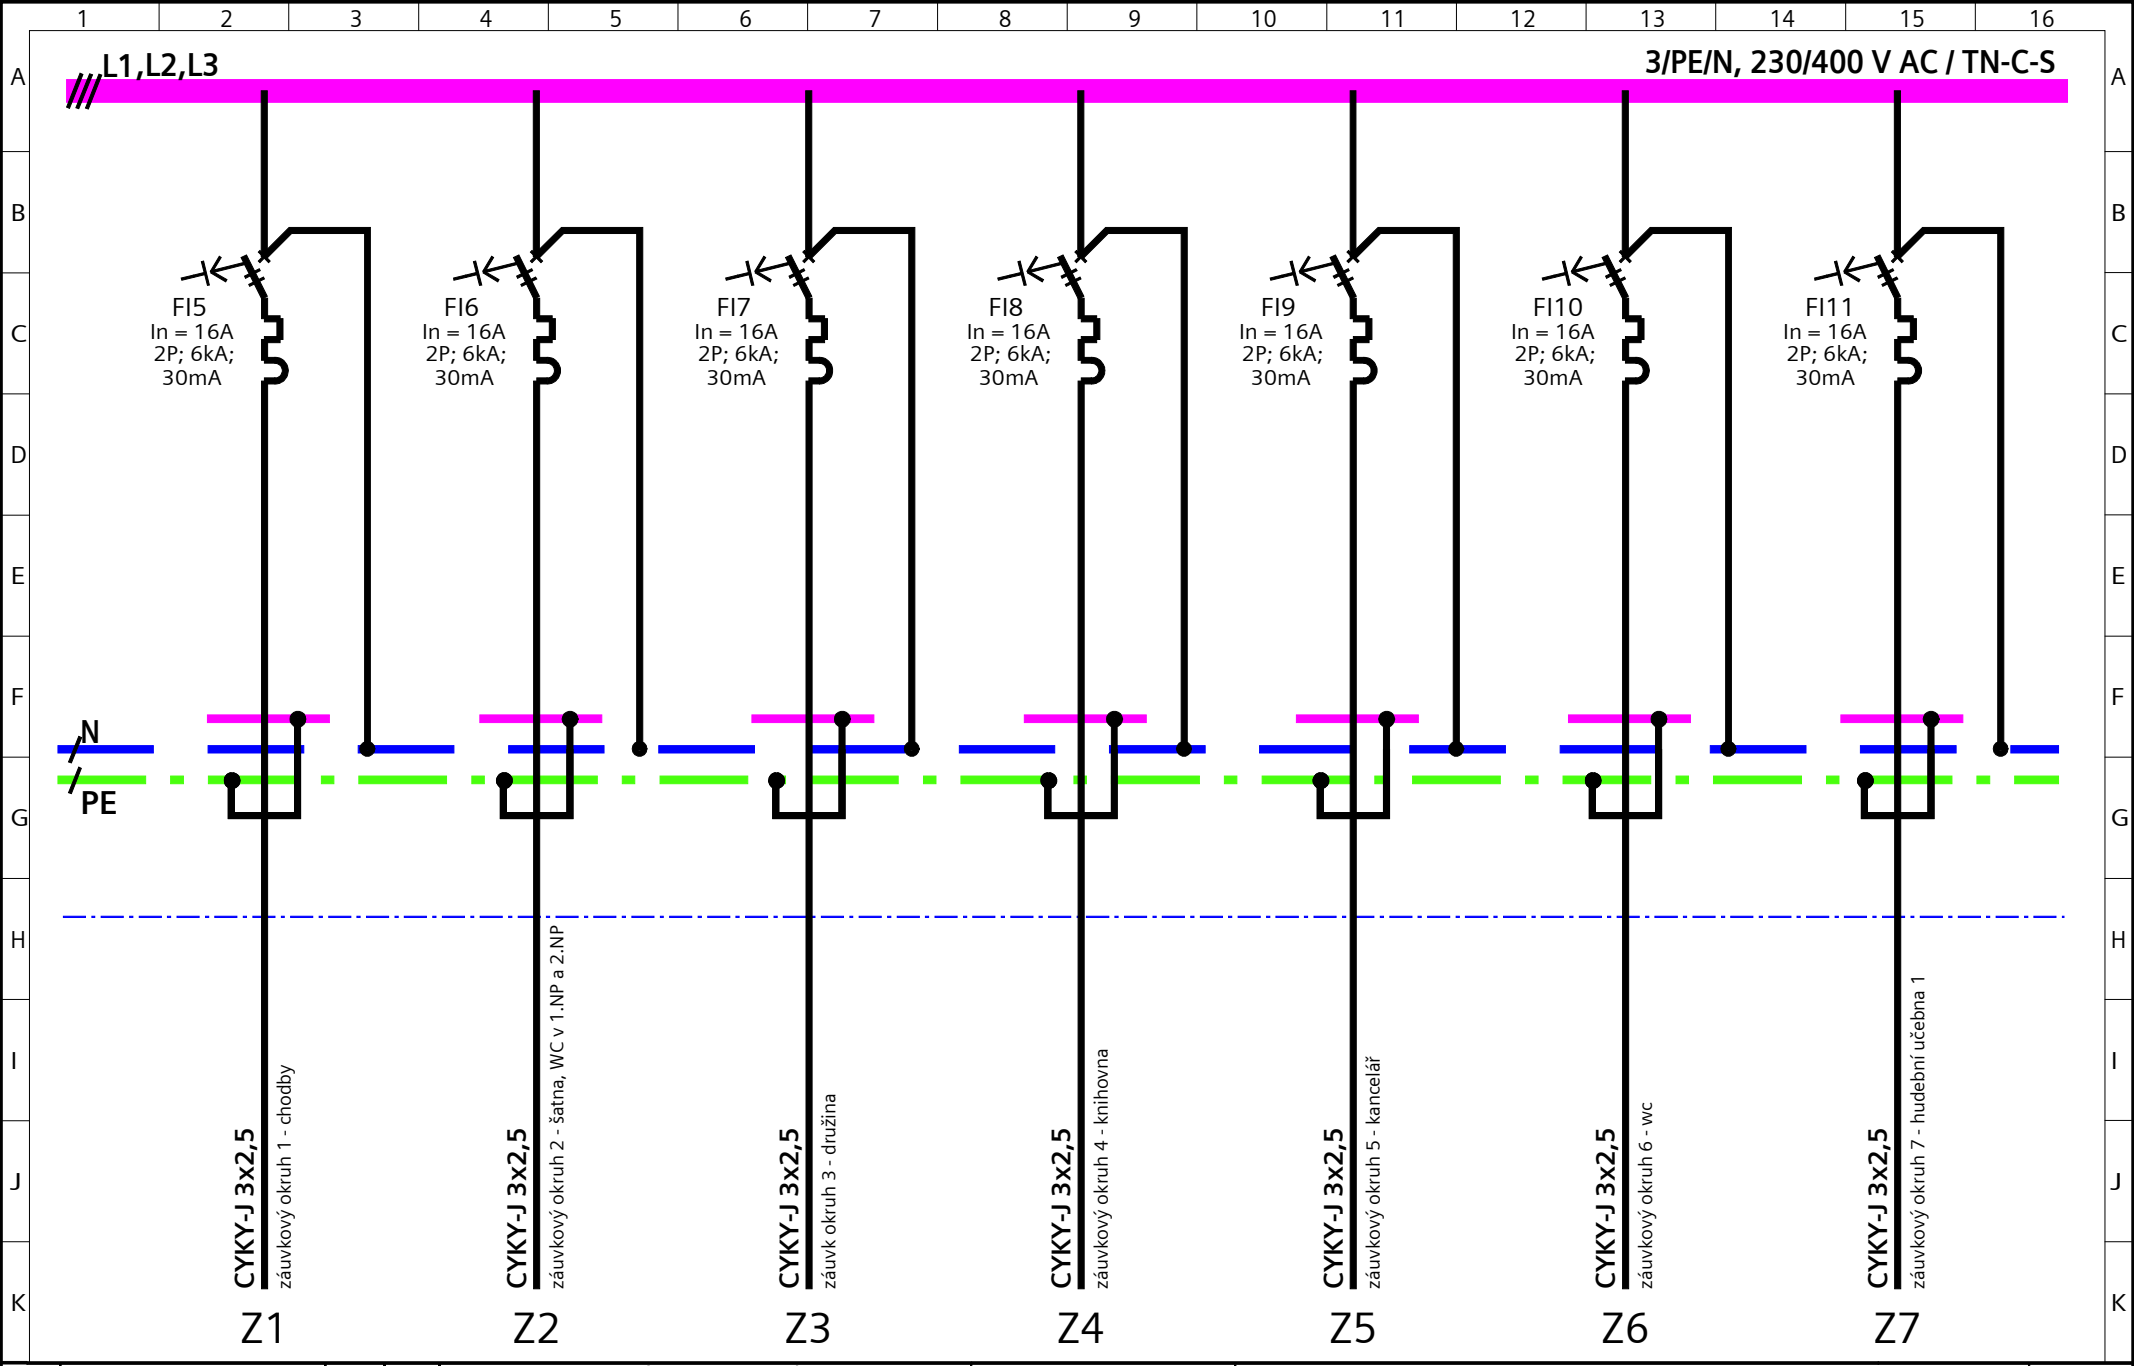 1 2 3 4 5 6 7 8 9 10 11 12 13 14 15 16
L1,L2,L3
3/PE/N, 230/400 V AC / TN-C-S
A A
B B
FI5
In = 16A
2P; 6kA;
30mA
FI6
In = 16A
2P; 6kA;
30mA
FI7
In = 16A
2P; 6kA;
30mA
FI8
In = 16A
2P; 6kA;
30mA
FI9
In = 16A
2P; 6kA;
30mA
FI10
In = 16A
2P; 6kA;
30mA
FI11
In = 16A
2P; 6kA;
30mA
C C
D D
E E
F F
N
PE
G G
H H
I I
J J
K K
CYKY-J 3x2,5
záuvkový okruh 1 - chodby
Z1
CYKY-J 3x2,5
záuvkový okruh 2 - šatna, WC v 1.NP a 2.NP
Z2
CYKY-J 3x2,5
záuvk okruh 3 - družina
Z3
CYKY-J 3x2,5
záuvkový okruh 4 - knihovna
Z4
CYKY-J 3x2,5
záuvkový okruh 5 - kancelář
Z5
CYKY-J 3x2,5
záuvkový okruh 6 - wc
Z6
CYKY-J 3x2,5
záuvkový okruh 7 - hudební učebna 1
Z7